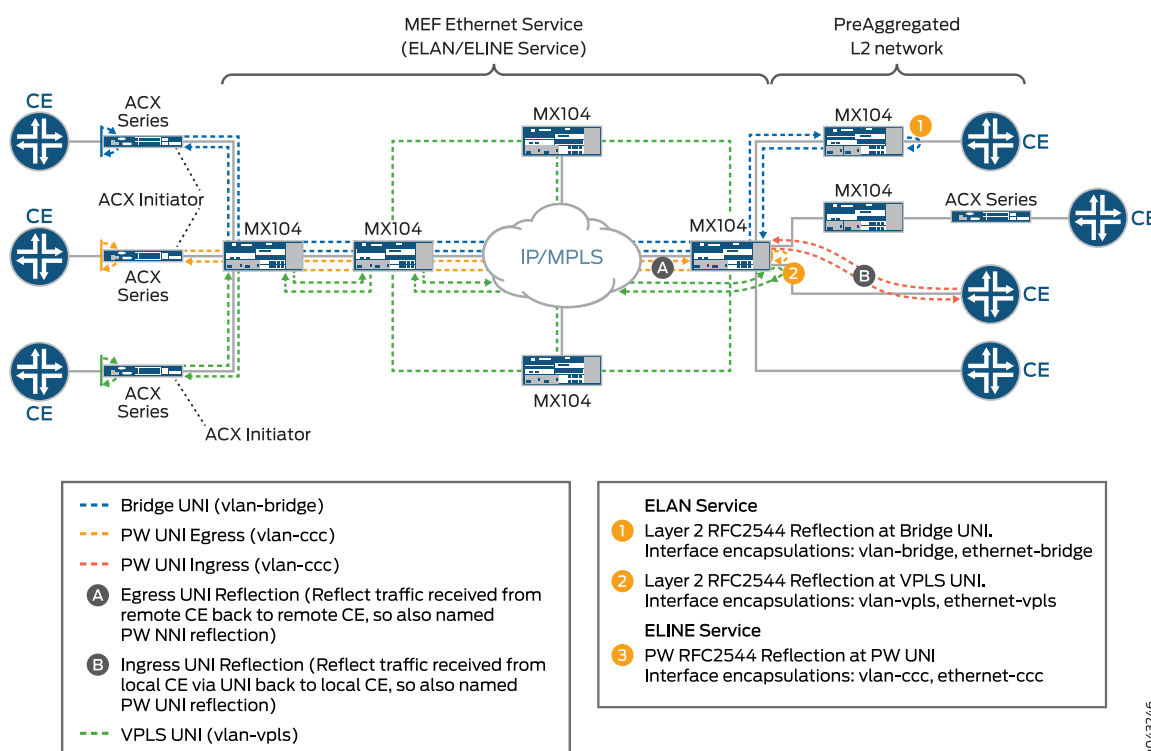 MEF Ethernet Service
(ELAN/ELINE Service)
PreAggregated
L2 network
CE
ACX
Series
MX104
MX104
1
CE
ACX Initiator
CE
MX104
ACX Series
CE
MX104
MX104
IP/MPLS
MX104
A
2
B
ACX
Series
CE
CE
ACX
Series
MX104
CE
CE
ACX Initiator
Bridge UNI (vlan-bridge)
PW UNI Egress (vlan-ccc)
PW UNI Ingress (vlan-ccc)
A Egress UNI Reflection (Reflect traffic received from
remote CE back to remote CE, so also named
PW NNI reflection)
B Ingress UNI Reflection (Reflect traffic received from
local CE via UNI back to local CE, so also named
PW UNI reflection)
VPLS UNI (vlan-vpls)
ELAN Service
1 Layer 2 RFC2544 Reflection at Bridge UNI.
Interface encapsulations: vlan-bridge, ethernet-bridge
2 Layer 2 RFC2544 Reflection at VPLS UNI.
Interface encapsulations: vlan-vpls, ethernet-vpls
ELINE Service
3 PW RFC2544 Reflection at PW UNI
Interface encapsulations: vlan-ccc, ethernet-ccc